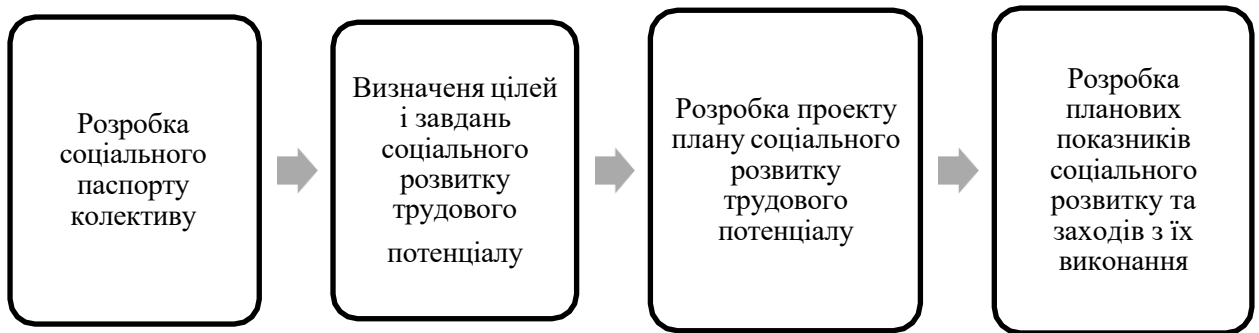 Розробка
соціального
паспорту
колективу
Визначеня цілей
і завдань
соціального
розвитку
трудового
потенціалу
Розробка проекту
плану соціального
розвитку
трудового
потенціалу
Розробка
планових
показників
соціального
розвитку та
заходів з їх
виконання